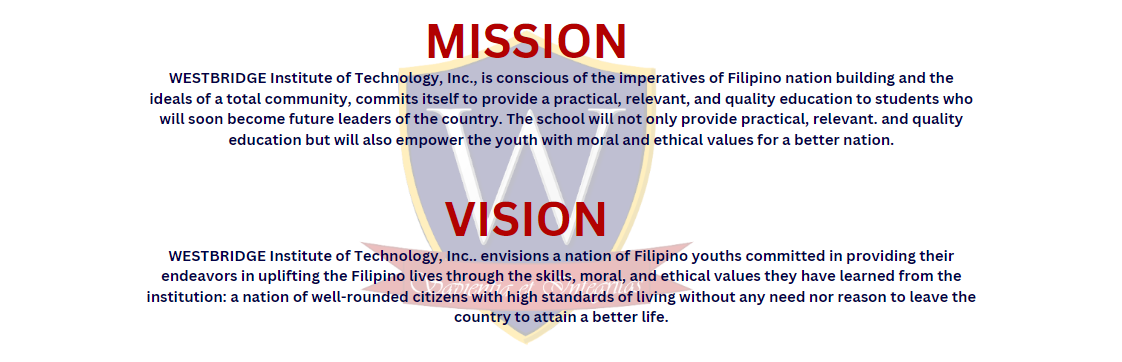 MISSION
WESTBRIDGE Institute of Technology, Inc., is conscious of the imperatives of Filipino nation building and the
ideals of a total community, commits itself to provide a practical, relevant, and quality education to students who
will soon become future leaders of the country. The school will not only provide practical, relevant. and quality
education but will also empower the youth with moral and ethical values for a better nation.
W
VISION
WESTBRIDGE Institute of Technology, Inc.. envisions a nation of Filipino youths committed in providing their
endeavors in uplifting the Filipino lives through the skills, moral, and ethical values they have learned from the
institution: a nation of well-rounded citizens with high standards of living without any need nor reason to leave the
country to attain a better life.